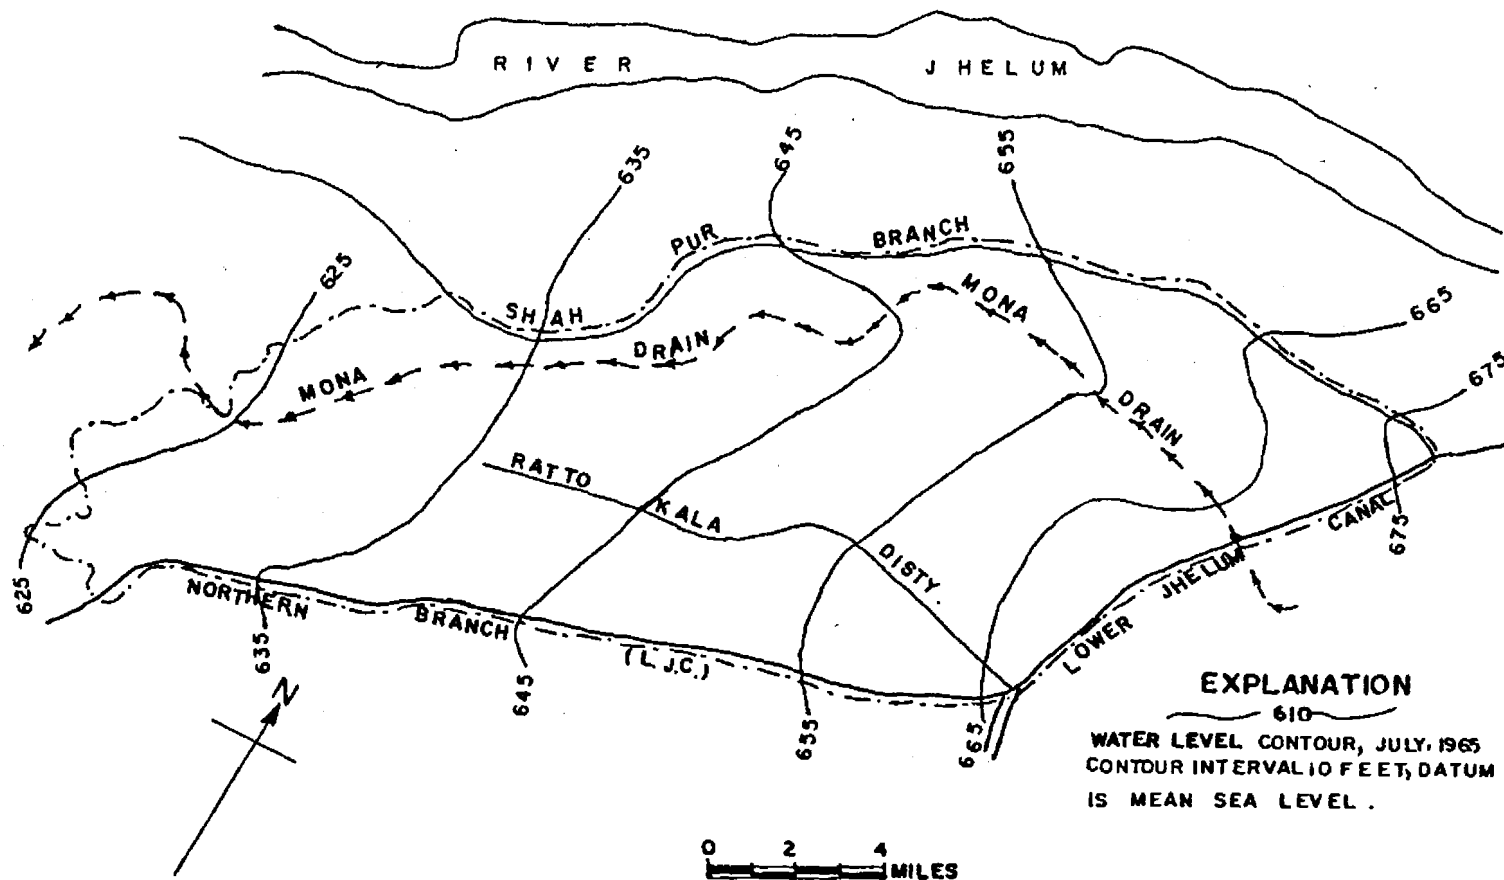 RIVER JHELUM
645
655
635
625
PUR BRANCH
SHAH
MONA
DRAIN
MONA
DRAIN
665
675
RATTO KALA DISTY.
625
NORTHERN BRANCH (L.J.C.)
635
645
655
665
LOWER JHELUM CANAL
675
N
EXPLANATION
610
WATER LEVEL CONTOUR, JULY, 1965
CONTOUR INTERVAL 10 FEET, DATUM
IS MEAN SEA LEVEL.
0 2 4
MILES